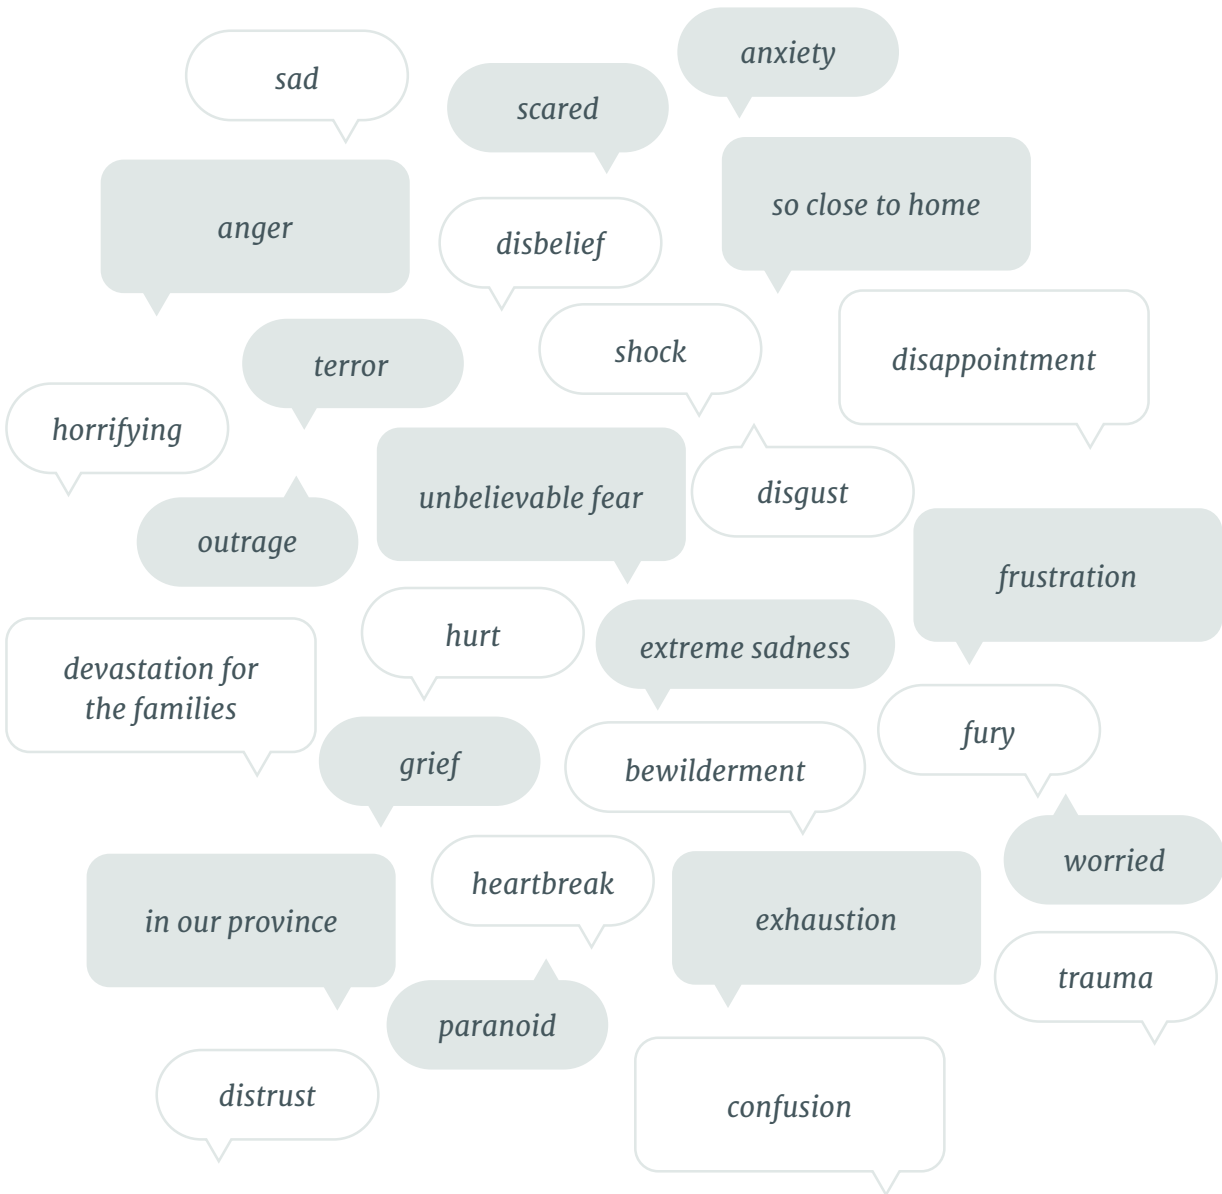 anxiety
sad
scared
so close to home
anger
disbelief
shock
disappointment
terror
horrifying
disgust
unbelievable fear
outrage
frustration
hurt
extreme sadness
devastation for
the families
fury
grief
bewilderment
worried
heartbreak
exhaustion
in our province
trauma
paranoid
distrust
confusion